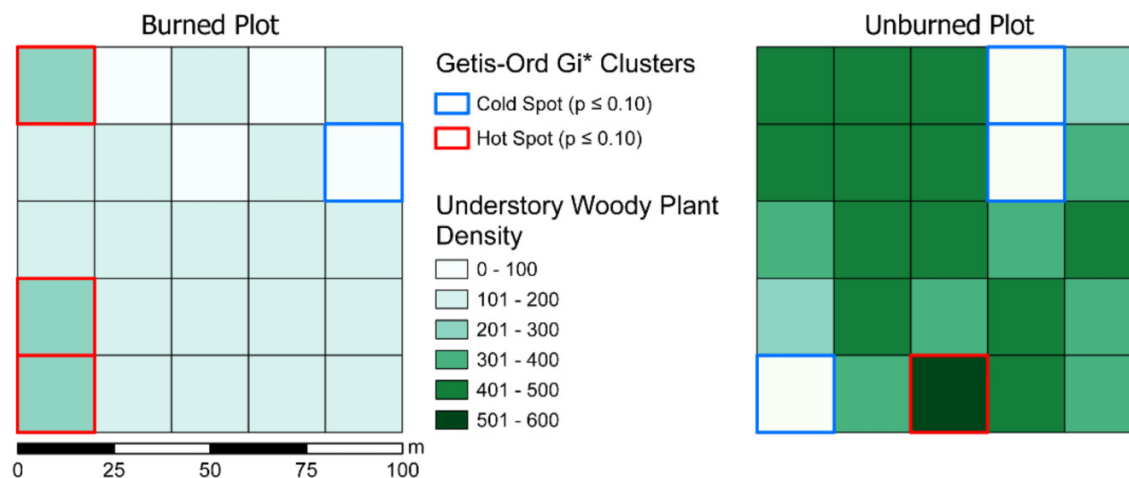 Burned Plot
Unburned Plot
Getis-Ord Gi* Clusters
Cold Spot (p ≤ 0.10)
Hot Spot (p ≤ 0.10)
Understory Woody Plant
Density
0 - 100
101 - 200
201 - 300
301 - 400
401 - 500
501 - 600
m
0 25 50 75 100